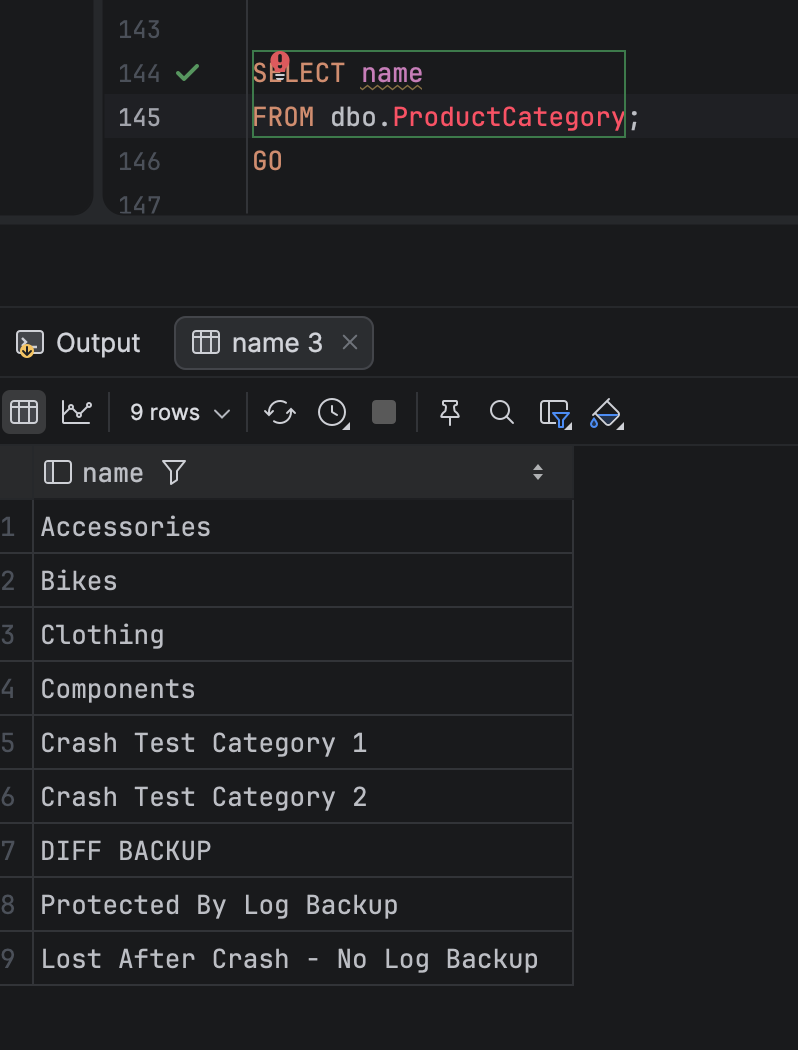 143
144 SELECT name
145 FROM dbo.ProductCategory;
146 GO
147
Output name 3
9 rows
name
1 Accessories
2 Bikes
3 Clothing
4 Components
5 Crash Test Category 1
6 Crash Test Category 2
7 DIFF BACKUP
8 Protected By Log Backup
9 Lost After Crash - No Log Backup